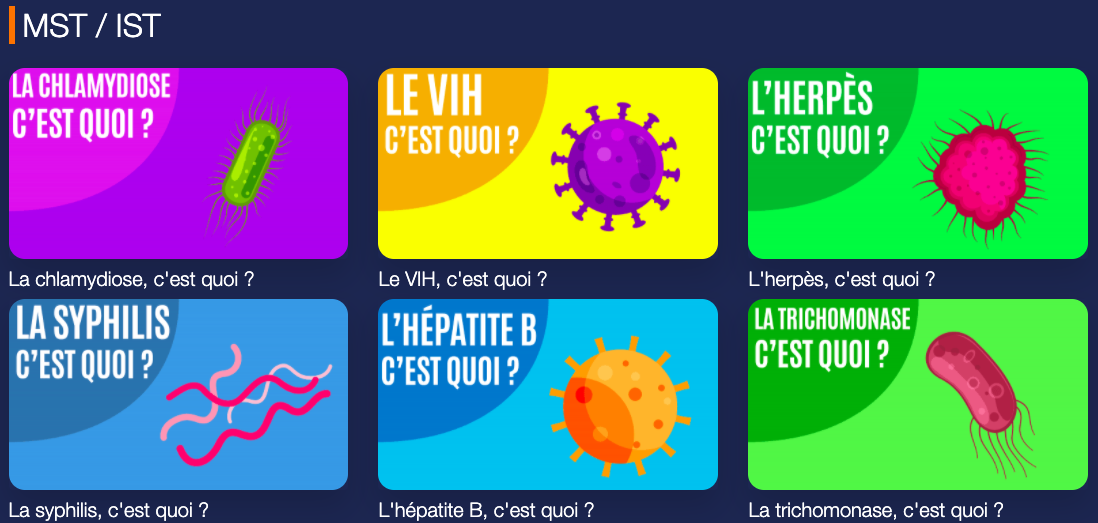 MST / IST
LA CHLAMYDIOSE
C'EST QUOI ?
La chlamydiose, c'est quoi ?
LE VIH
C'EST QUOI ?
Le VIH, c'est quoi ?
L'HERPÈS
C'EST QUOI ?
L'herpès, c'est quoi ?
LA SYPHILIS
C'EST QUOI ?
La syphilis, c'est quoi ?
L'HÉPATITE B
C'EST QUOI ?
L'hépatite B, c'est quoi ?
LA TRICHOMONASE
C'EST QUOI ?
La trichomonase, c'est quoi ?